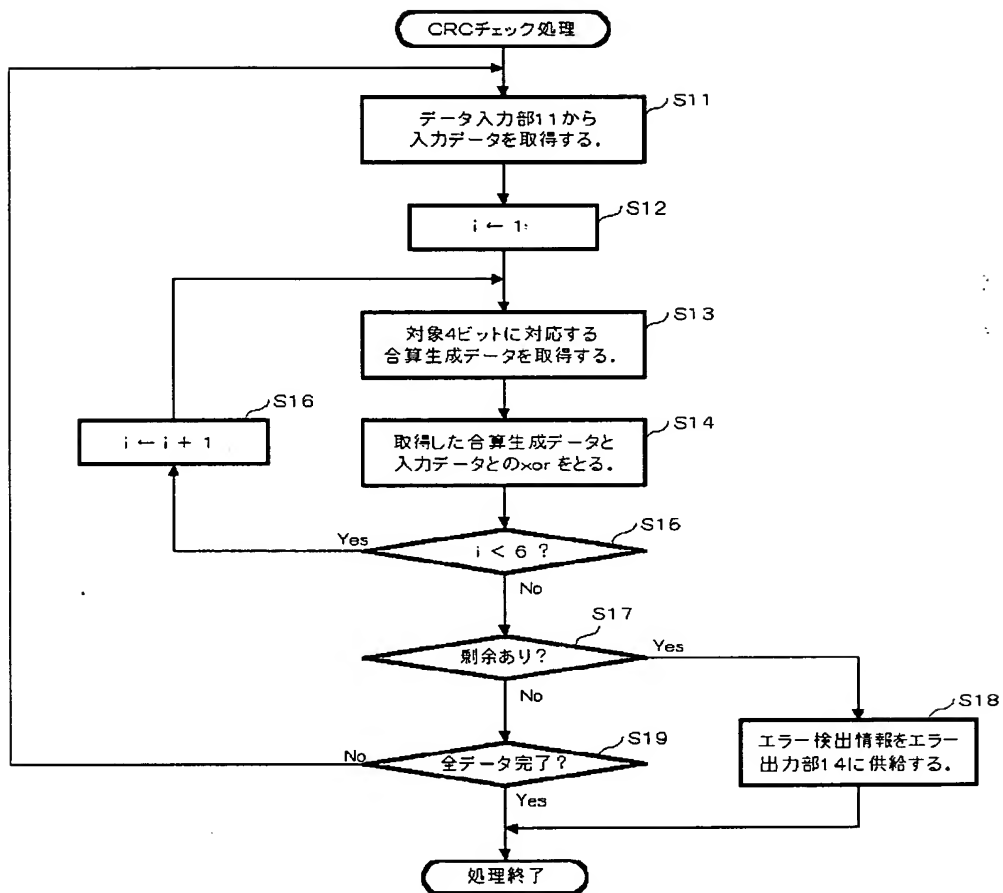 CRCチェック処理
S11
データ入力部11から
入力データを取得する.
S12
i ← 1
S13
対象4ビットに対応する
合算生成データを取得する.
S16
i ← i + 1
S14
取得した合算生成データと
入力データとのxorをとる.
S15
Yes
i < 6 ?
No
S17
剰余あり?
Yes
No
S18
エラー検出情報をエラー
出力部14に供給する.
S19
No
全データ完了?
Yes
処理終了